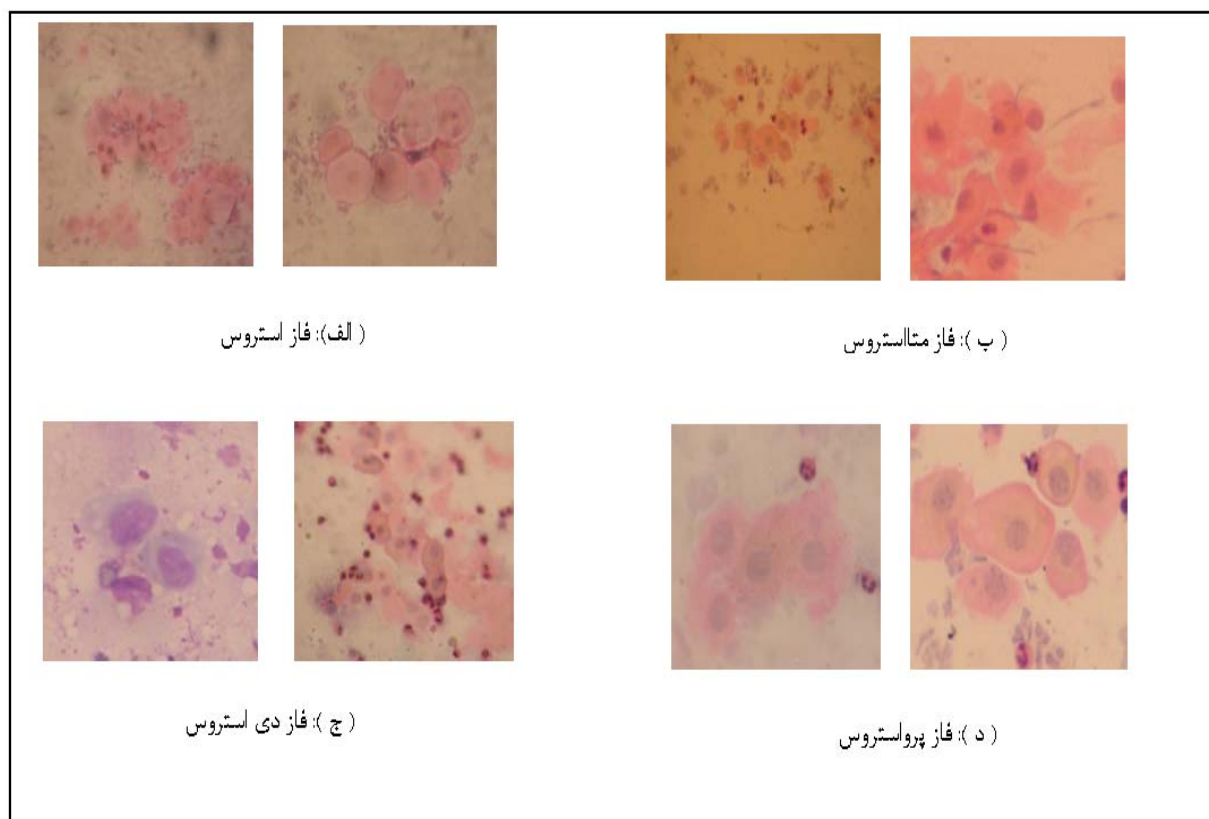 ( الف): فاز استروس
( ب ): فاز متااستروس
( ج ): فاز دی استروس
( د ): فاز پرواستروس